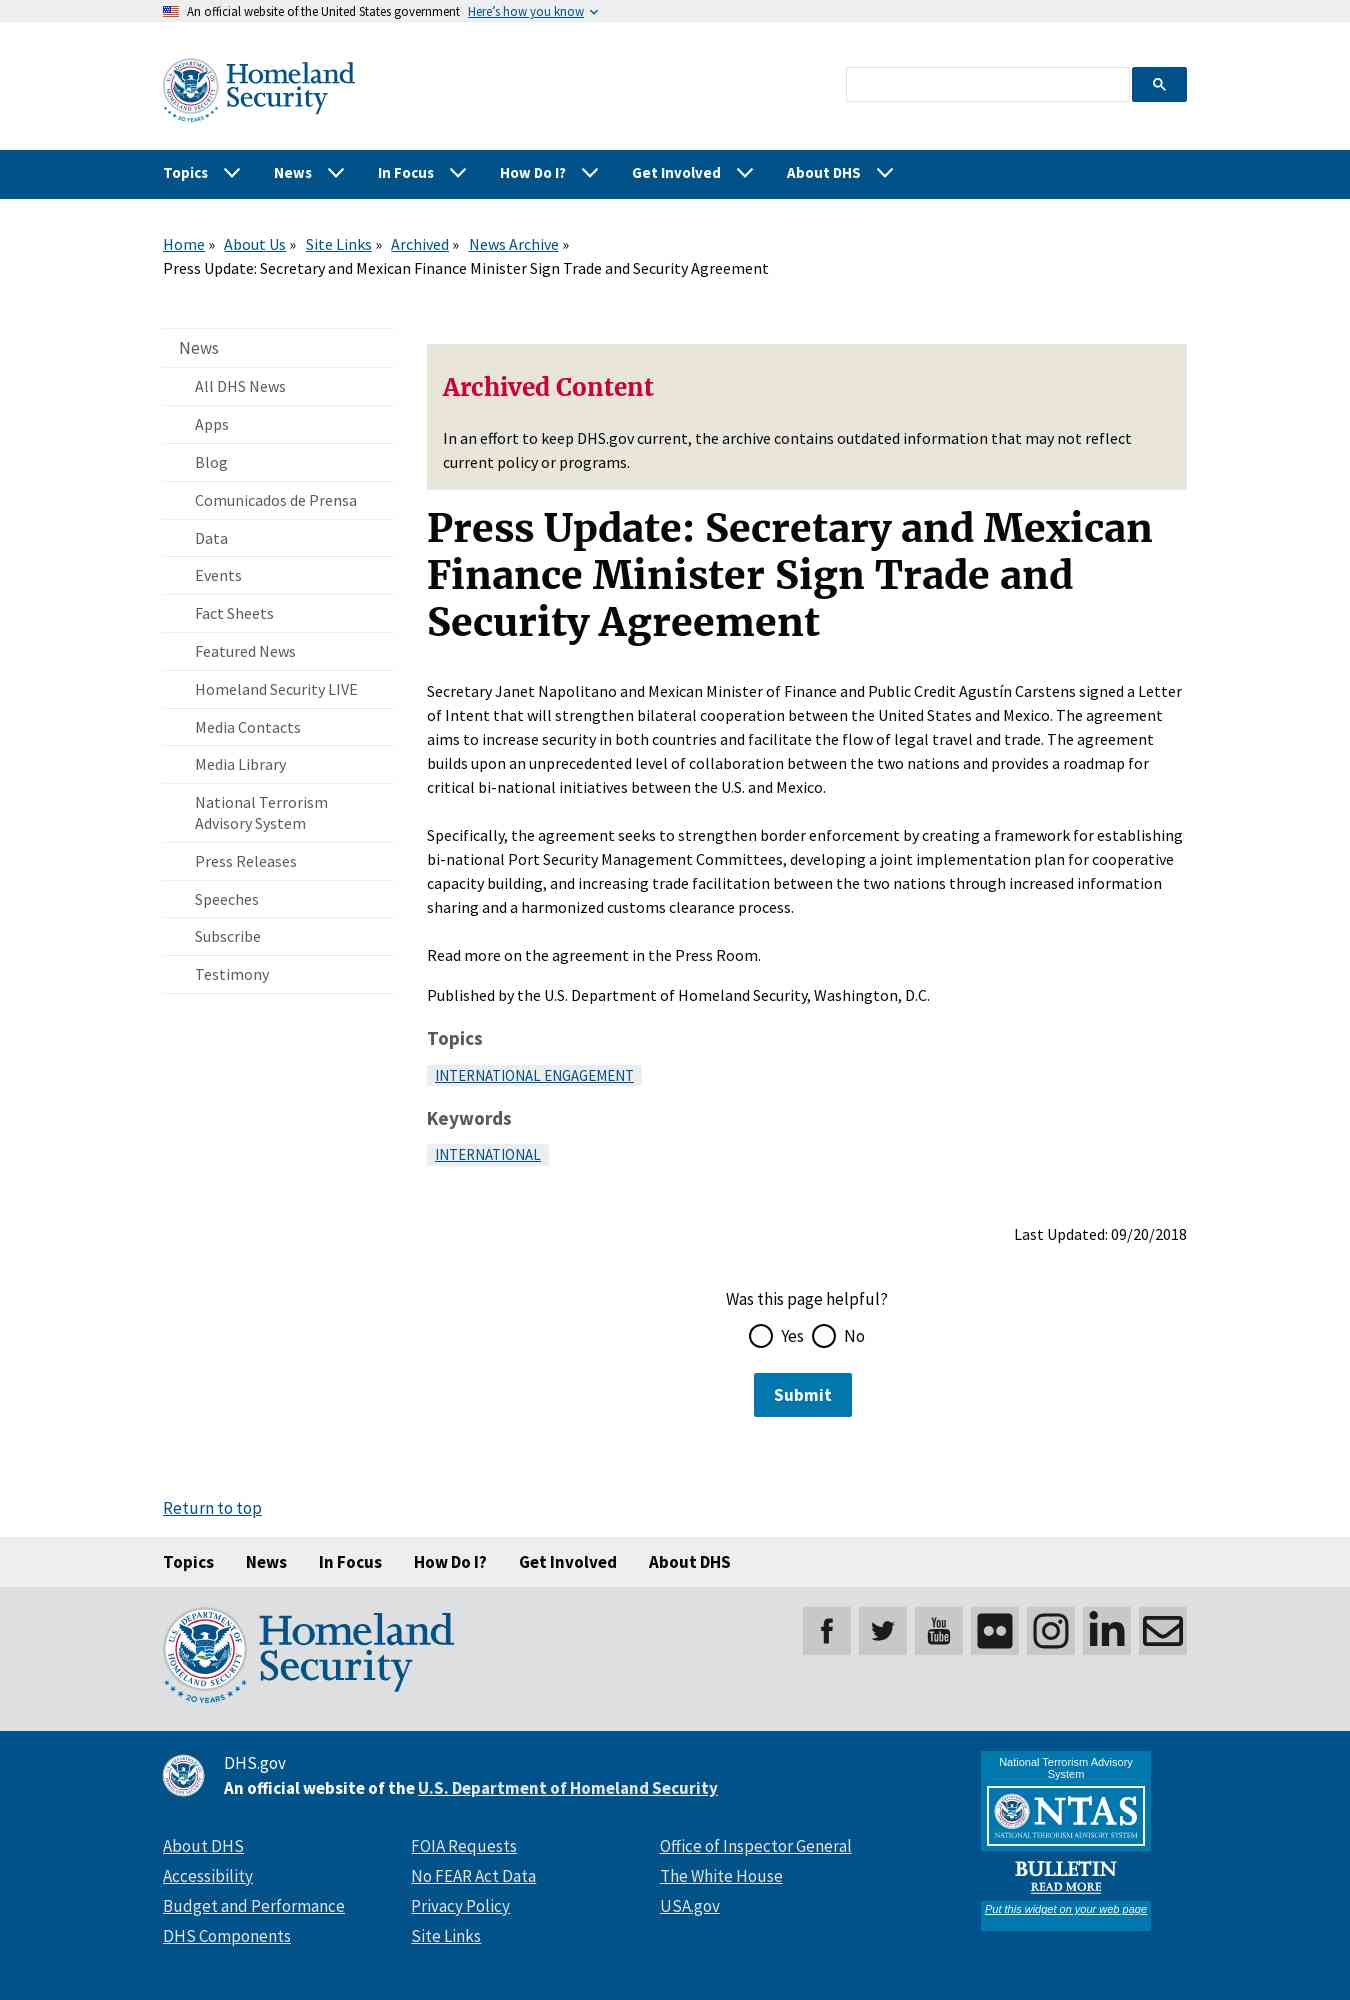 An official website of the United States government Here's how you know
U.S. DEPARTMENT OF HOMELAND SECURITY
20 YEARS
Homeland
Security
Topics News In Focus How Do I? Get Involved About DHS
Home » About Us » Site Links » Archived » News Archive »
Press Update: Secretary and Mexican Finance Minister Sign Trade and Security Agreement
News
All DHS News
Apps
Blog
Comunicados de Prensa
Data
Events
Fact Sheets
Featured News
Homeland Security LIVE
Media Contacts
Media Library
National Terrorism
Advisory System
Press Releases
Speeches
Subscribe
Testimony
Archived Content
In an effort to keep DHS.gov current, the archive contains outdated information that may not reflect
current policy or programs.
Press Update: Secretary and Mexican
Finance Minister Sign Trade and
Security Agreement
Secretary Janet Napolitano and Mexican Minister of Finance and Public Credit Agustín Carstens signed a Letter
of Intent that will strengthen bilateral cooperation between the United States and Mexico. The agreement
aims to increase security in both countries and facilitate the flow of legal travel and trade. The agreement
builds upon an unprecedented level of collaboration between the two nations and provides a roadmap for
critical bi-national initiatives between the U.S. and Mexico.
Specifically, the agreement seeks to strengthen border enforcement by creating a framework for establishing
bi-national Port Security Management Committees, developing a joint implementation plan for cooperative
capacity building, and increasing trade facilitation between the two nations through increased information
sharing and a harmonized customs clearance process.
Read more on the agreement in the Press Room.
Published by the U.S. Department of Homeland Security, Washington, D.C.
Topics
INTERNATIONAL ENGAGEMENT
Keywords
INTERNATIONAL
Last Updated: 09/20/2018
Was this page helpful?
Yes No
Submit
Return to top
Topics News In Focus How Do I? Get Involved About DHS
U.S. DEPARTMENT OF HOMELAND SECURITY
20 YEARS
Homeland
Security
You
Tube
in
DHS.gov
An official website of the U.S. Department of Homeland Security
About DHS
Accessibility
Budget and Performance
DHS Components
FOIA Requests
No FEAR Act Data
Privacy Policy
Site Links
Office of Inspector General
The White House
USA.gov
National Terrorism Advisory
System
NTAS
NATIONAL TERRORISM ADVISORY SYSTEM
BULLETIN
READ MORE
Put this widget on your web page